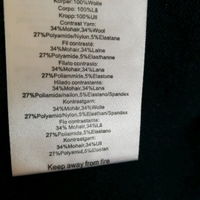 Körper: 100%Wolle
Corpo: 100%Lã
Kropp: 100%Ull
Contrast Yarn:
34%Mohair,34%Wool
27%Polyamide/Nylon,5%Elastane
Fil contrasté:
34%Mohair,34%Laine
27%Polyamide/Nylon,5%Elasthanne
Filato contrasto:
34%Mohair,34%Lana
27%Poliammide,5%Elastano
Hilado contrastante:
34%Mohair,34%Lana
27%Poliamida/nailon,5%Elastano/Spandex
Kontrastgarn:
34%Mohair,34%Wolle
27%Polyamid/Nylon,5%Elastan/Spandex
Fio contrastante:
34%Mohair,34%Lã
27%Poliamida,5%Elastano
Kontrastgarn:
34%Mohair,34%Ull
27%Polyamid/Nylon,5%Elastan
Keep away from fire